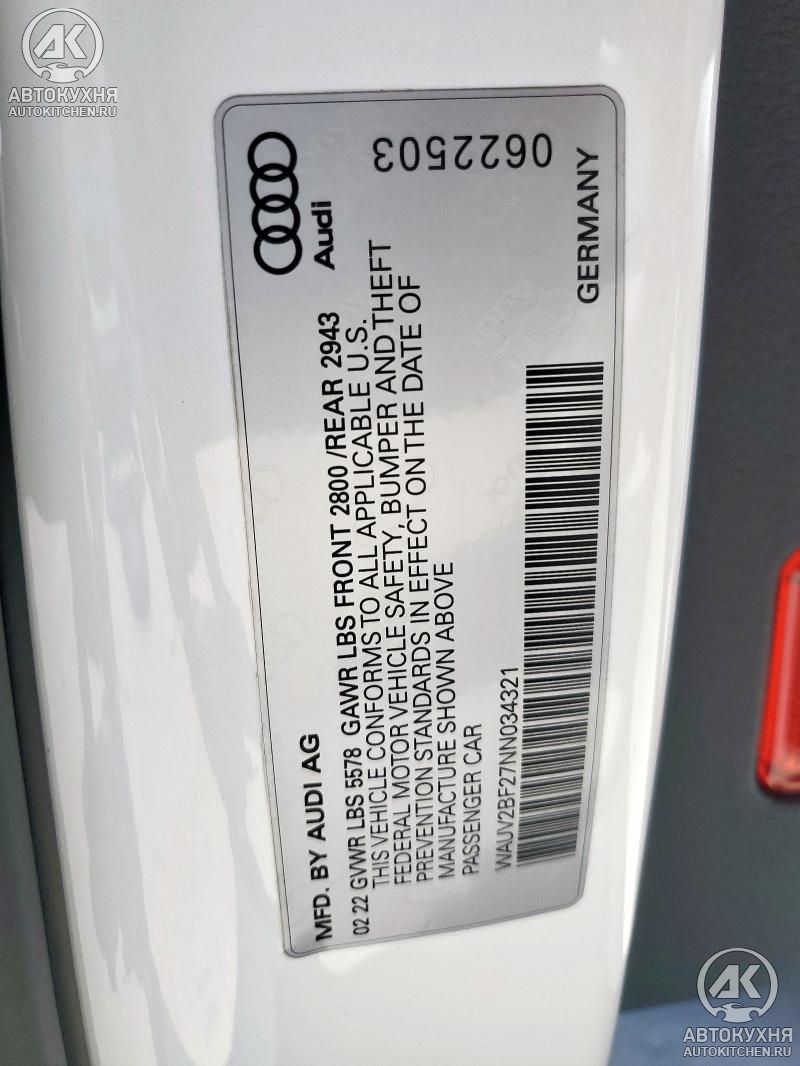 АВТОКУХНЯ
AUTOKITCHEN.RU
MFD. BY AUDI AG
Audi
0622503
02 22 GVWR LBS 5578 GAWR LBS FRONT 2800 /REAR 2943
THIS VEHICLE CONFORMS TO ALL APPLICABLE U.S.
FEDERAL MOTOR VEHICLE SAFETY, BUMPER AND THEFT
PREVENTION STANDARDS IN EFFECT ON THE DATE OF
MANUFACTURE SHOWN ABOVE
PASSENGER CAR
WAUV2BF27NN034321
GERMANY
АК
АВТОКУХНЯ
AUTOKITCHEN.RU